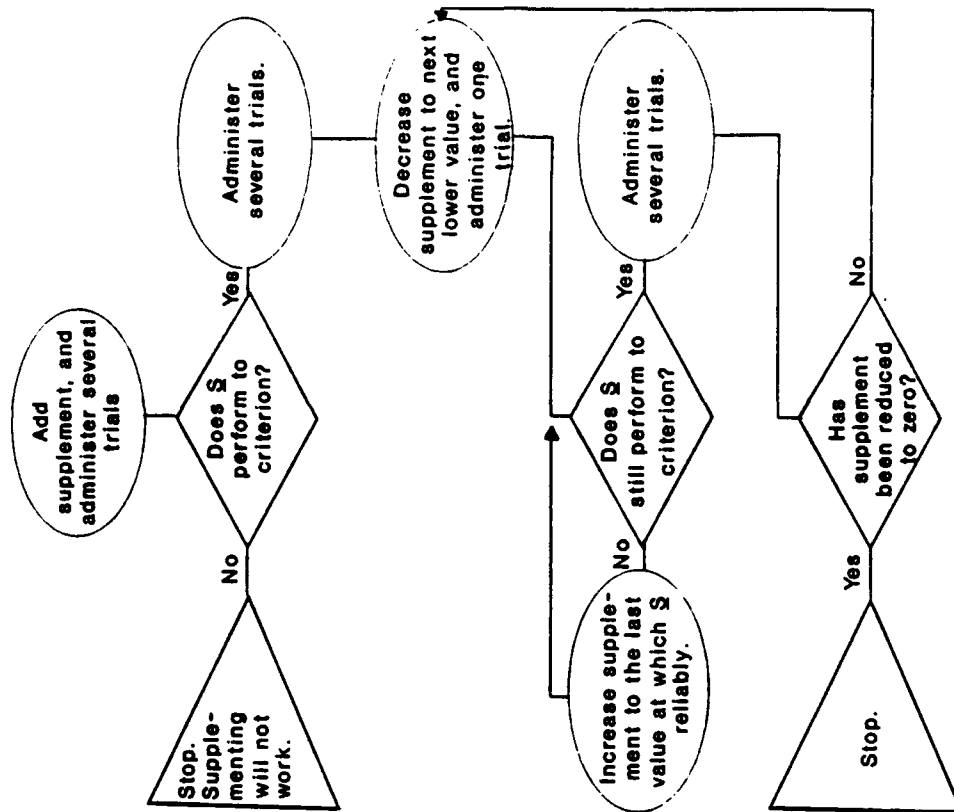 Add
supplement, and
administer several
trials
Does S
perform to
criterion?
No
Yes
Stop.
Supple-
menting
will not
work.
Administer
several trials.
Decrease
supplement to next
lower value, and
administer one
trial.
Does S
still perform to
criterion?
No
Yes
Increase supple-
ment to the last
value at which S
reliably.
Administer
several trials.
Has
supplement
been reduced
to zero?
Yes
No
Stop.